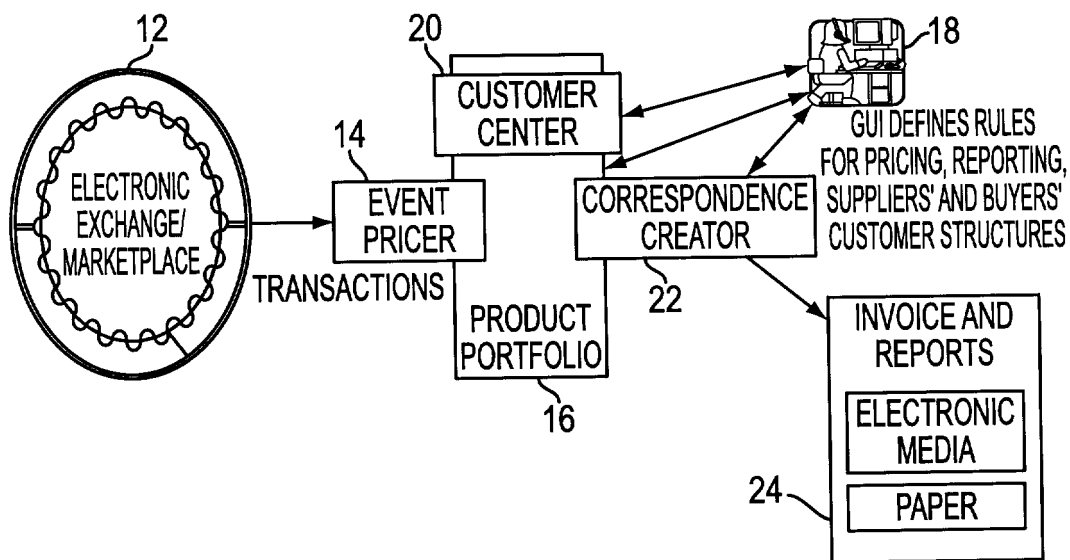 12
ELECTRONIC
EXCHANGE/
MARKETPLACE
TRANSACTIONS
14
EVENT
PRICER
20
CUSTOMER
CENTER
PRODUCT
PORTFOLIO
16
18
GUI DEFINES RULES
FOR PRICING, REPORTING,
SUPPLIERS' AND BUYERS'
CUSTOMER STRUCTURES
CORRESPONDENCE
CREATOR
22
INVOICE AND
REPORTS
ELECTRONIC
MEDIA
PAPER
24